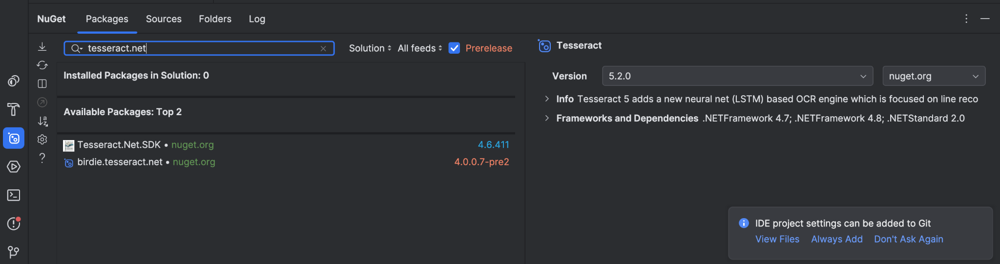 NuGet Packages Sources Folders Log
tesseract.net Solution All feeds Prerelease
Installed Packages in Solution: 0
Available Packages: Top 2
Tesseract.Net.SDK • nuget.org 4.6.411
birdie.tesseract.net • nuget.org 4.0.0.7-pre2
Tesseract
Version 5.2.0 nuget.org
Info Tesseract 5 adds a new neural net (LSTM) based OCR engine which is focused on line reco
Frameworks and Dependencies .NETFramework 4.7; .NETFramework 4.8; .NETStandard 2.0
IDE project settings can be added to Git
View Files Always Add Don't Ask Again